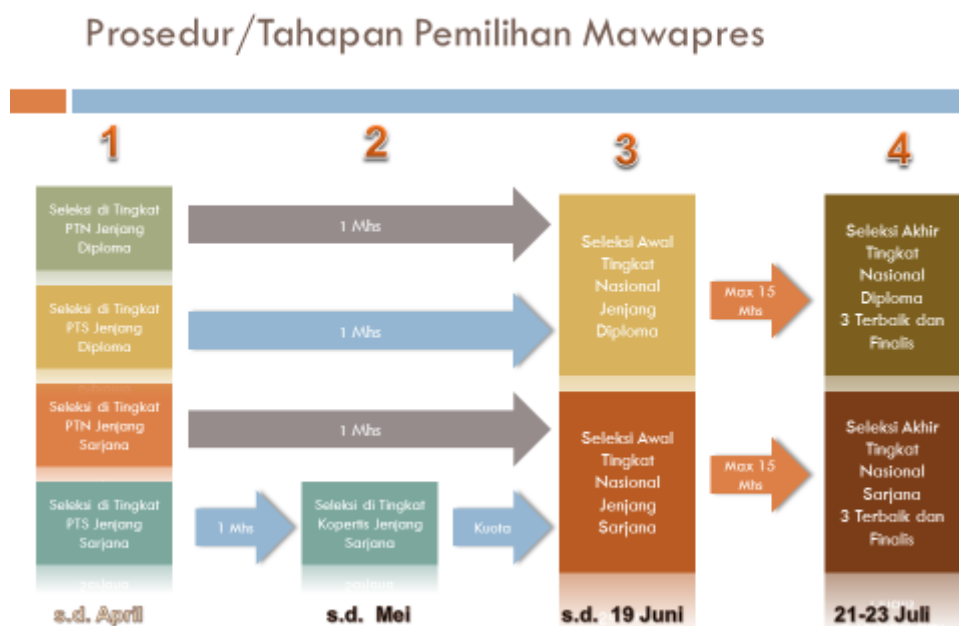 Prosedur/Tahapan Pemilihan Mawapres
1
2
3
4
Seleksi di Tingkat
PTN Jenjang
Diploma
1 Mhs
Seleksi di Tingkat
PTS Jenjang
Diploma
1 Mhs
Seleksi Awal
Tingkat
Nasional
Jenjang
Diploma
Max 15
Mhs
Seleksi Akhir
Tingkat
Nasional
Diploma
3 Terbaik dan
Finalis
Seleksi di Tingkat
PTN Jenjang
Sarjana
1 Mhs
Seleksi di Tingkat
PTS Jenjang
Sarjana
1 Mhs
Seleksi di Tingkat
Kopertis Jenjang
Sarjana
Kuota
Seleksi Awal
Tingkat
Nasional
Jenjang
Sarjana
Max 15
Mhs
Seleksi Akhir
Tingkat
Nasional
Sarjana
3 Terbaik dan
Finalis
s.d. April
s.d. Mei
s.d. 19 Juni
21-23 Juli